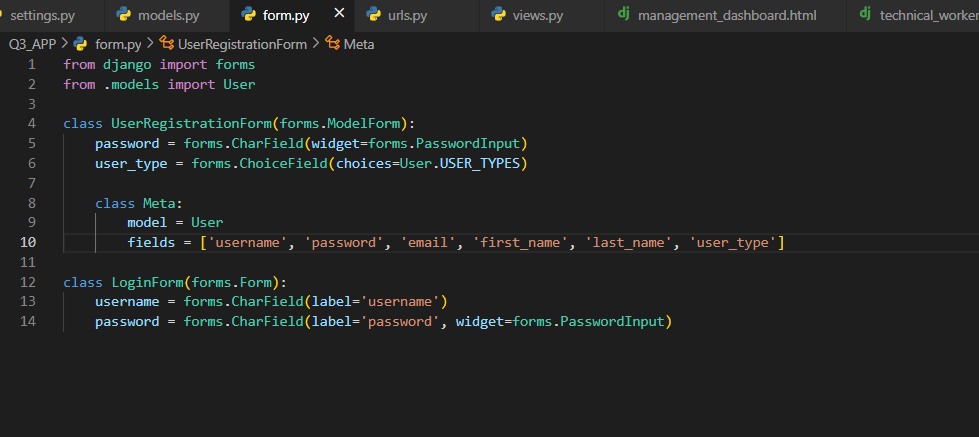 settings.py models.py form.py × urls.py views.py dj management_dashboard.html dj technical_worker
Q3_APP > form.py > UserRegistrationForm > Meta
1 from django import forms
2 from .models import User
3
4 class UserRegistrationForm(forms.ModelForm):
5     password = forms.CharField(widget=forms.PasswordInput)
6     user_type = forms.ChoiceField(choices=User.USER_TYPES)
7
8     class Meta:
9         model = User
10         fields = ['username', 'password', 'email', 'first_name', 'last_name', 'user_type']
11
12 class LoginForm(forms.Form):
13     username = forms.CharField(label='username')
14     password = forms.CharField(label='password', widget=forms.PasswordInput)